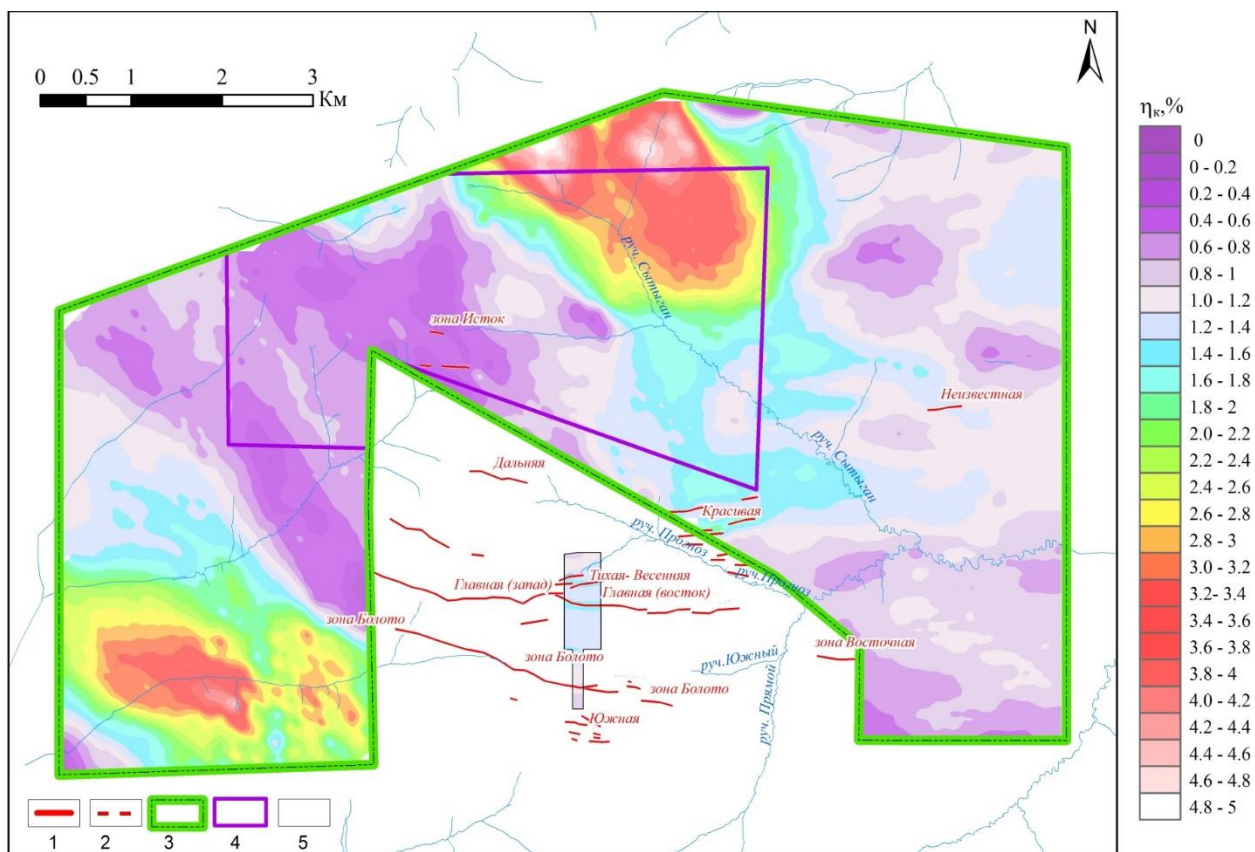 0 0.5 1 2 3
Км
N
η_к,%
0
0 - 0.2
0.2 - 0.4
0.4 - 0.6
0.6 - 0.8
0.8 - 1
1.0 - 1.2
1.2 - 1.4
1.4 - 1.6
1.6 - 1.8
1.8 - 2
2.0 - 2.2
2.2 - 2.4
2.4 - 2.6
2.6 - 2.8
2.8 - 3
3.0 - 3.2
3.2- 3.4
3.4 - 3.6
3.6 - 3.8
3.8 - 4
4.0 - 4.2
4.2 - 4.4
4.4 - 4.6
4.6 - 4.8
4.8 - 5
руч. Сытыган
зона Исток
Неизвестная
руч. Сытыган
Дальняя
Красивая
руч. Прогноз
руч.Прогноз
Тихая- Весенняя
Главная (запад)
Главная (восток)
зона Болото
зона Восточная
зона Болото
руч.Южный
зона Болото
руч. Прямой
Южная
1 2 3 4 5